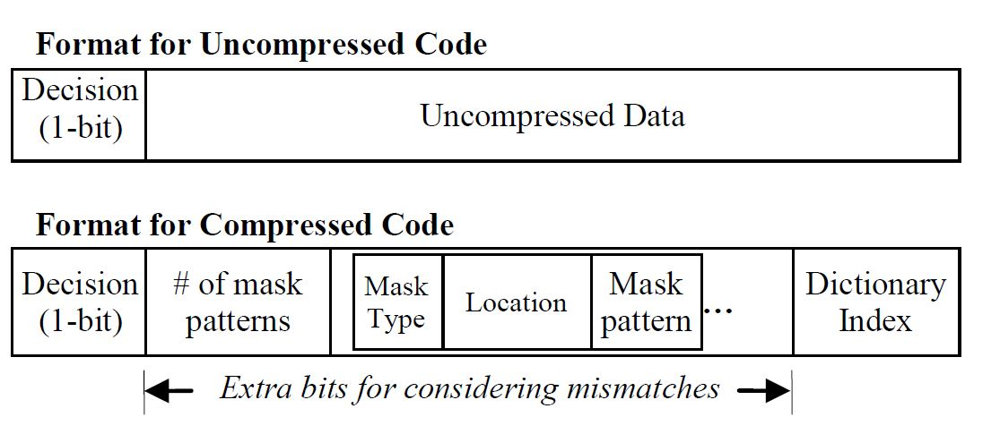 Format for Uncompressed Code
Decision
(1-bit)
Uncompressed Data
Format for Compressed Code
Decision
(1-bit)
# of mask
patterns
Mask
Type
Location
Mask
pattern
...
Dictionary
Index
Extra bits for considering mismatches